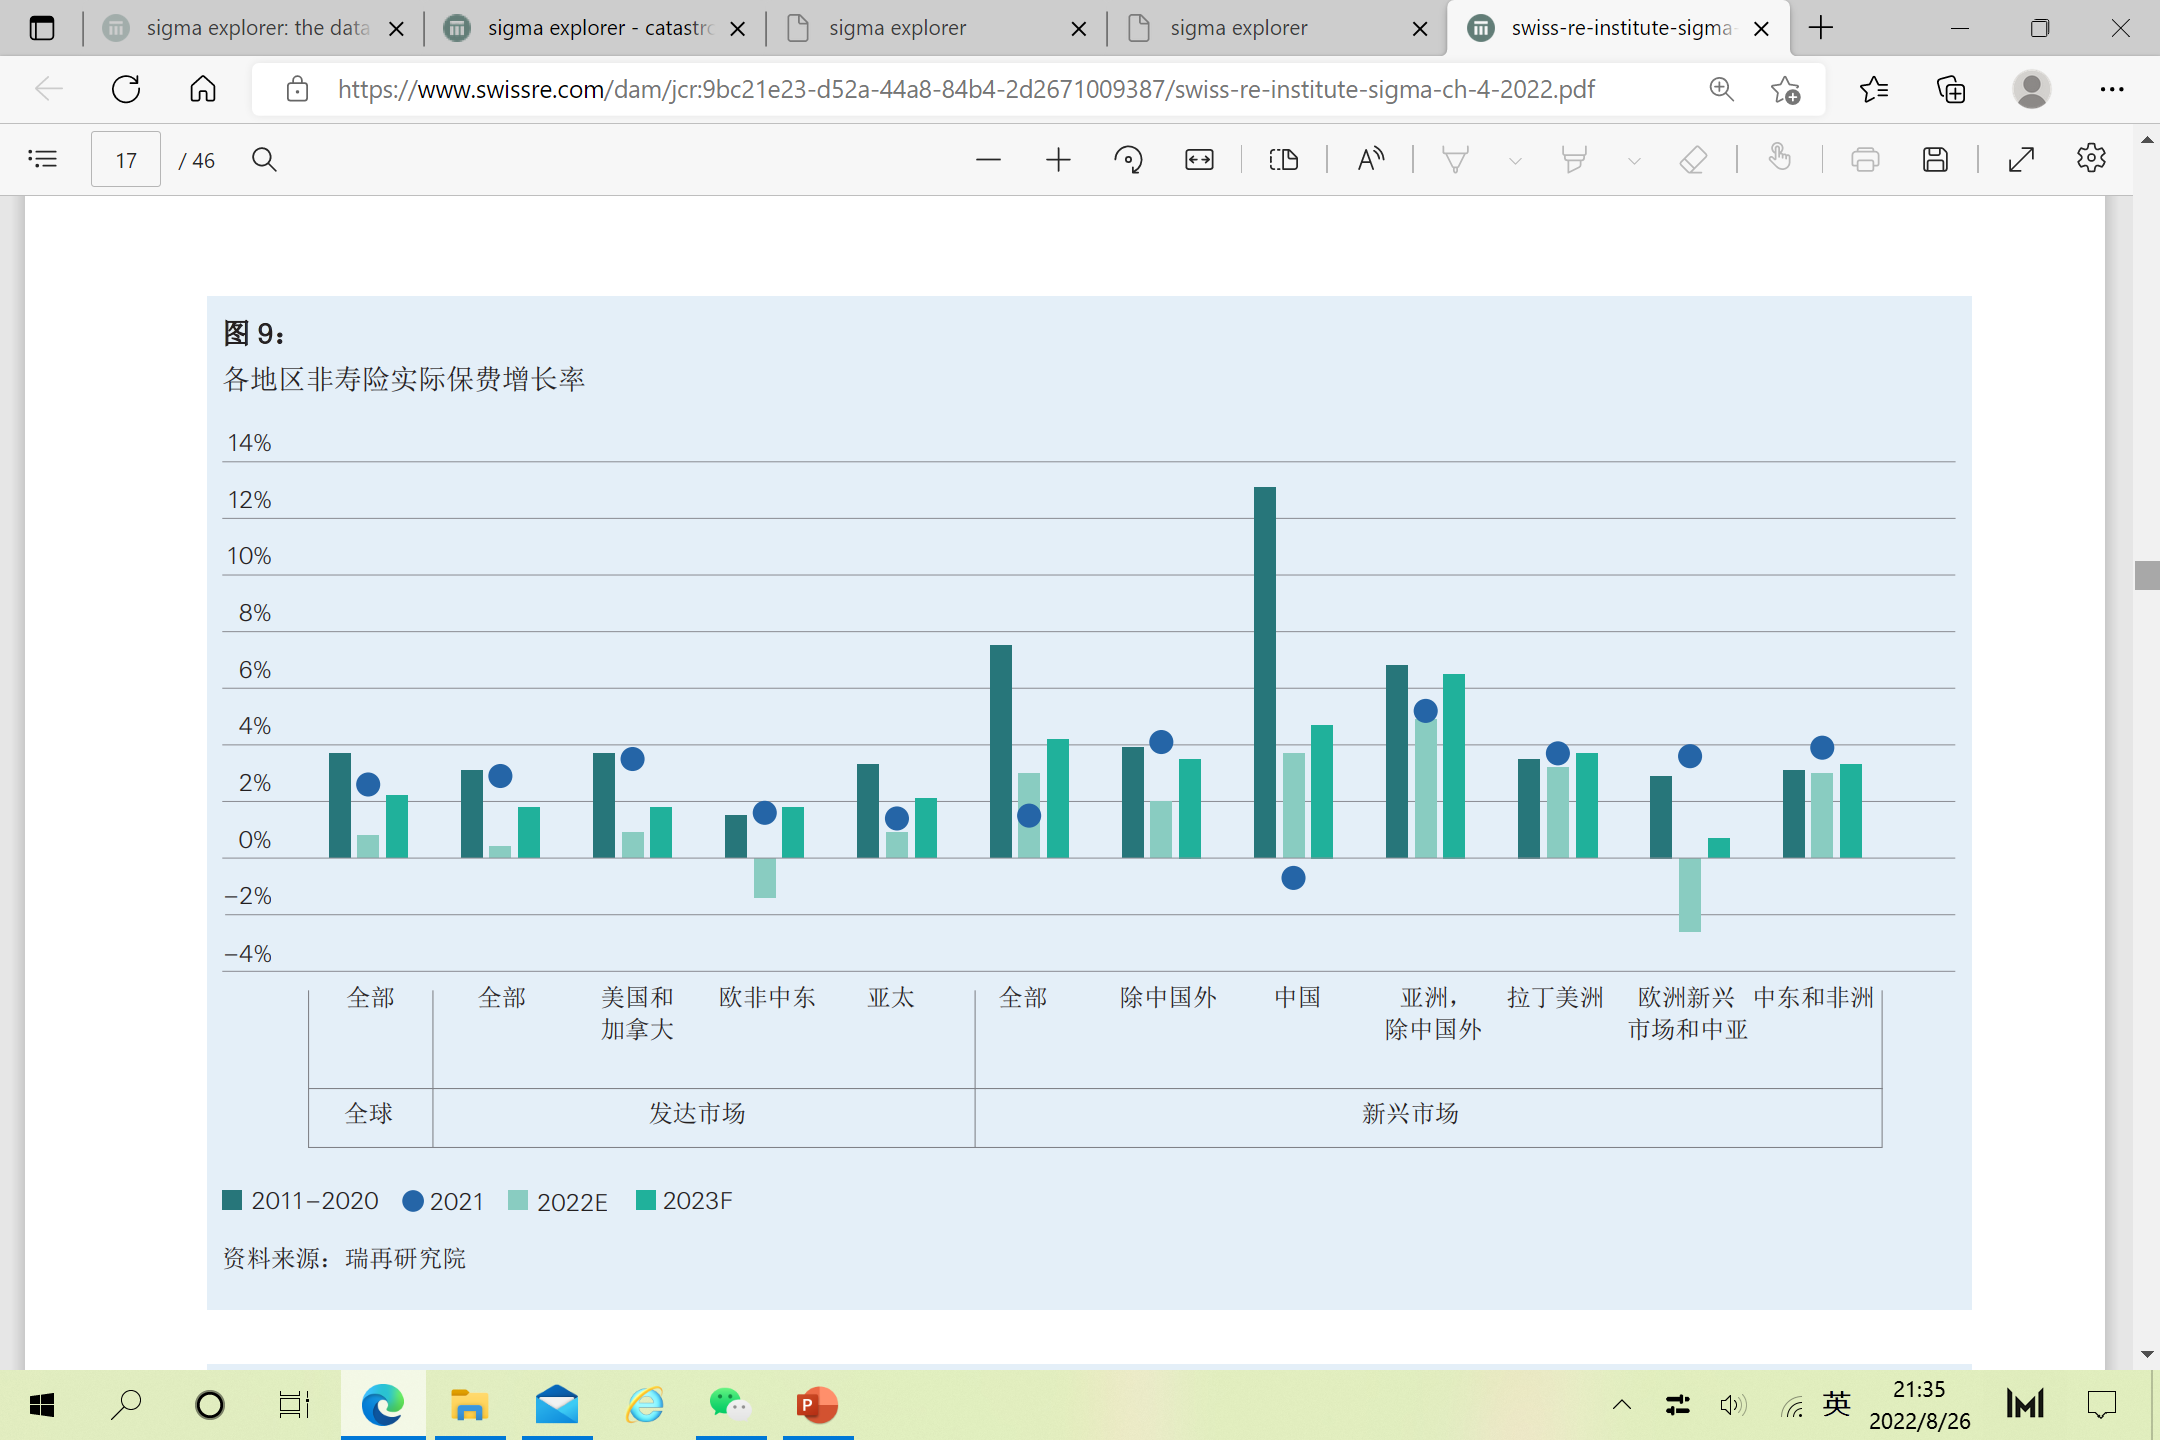 sigma explorer: the data
sigma explorer - catastro
sigma explorer
sigma explorer
swiss-re-institute-sigma-
https://www.swissre.com/dam/jcr:9bc21e23-d52a-44a8-84b4-2d2671009387/swiss-re-institute-sigma-ch-4-2022.pdf
17 / 46
图 9：
各地区非寿险实际保费增长率
14%
12%
10%
8%
6%
4%
2%
0%
–2%
–4%
全部 全部 美国和 欧非中东 亚太 全部 除中国外 中国 亚洲， 拉丁美洲 欧洲新兴 中东和非洲
加拿大 除中国外 市场和中亚
全球 发达市场 新兴市场
2011–2020 2021 2022E 2023F
资料来源：瑞再研究院
英
21:35
2022/8/26